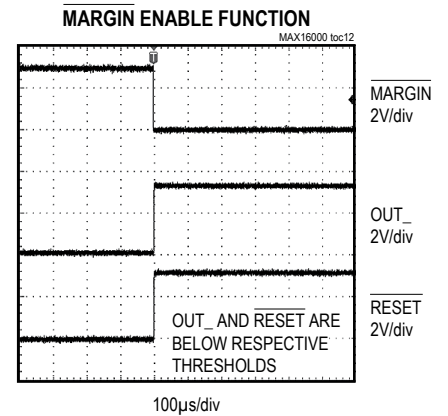 MARGIN ENABLE FUNCTION
MAX16000 toc12
T
MARGIN
2V/div
OUT_
2V/div
RESET
2V/div
OUT_ AND RESET ARE
BELOW RESPECTIVE
THRESHOLDS
100µs/div